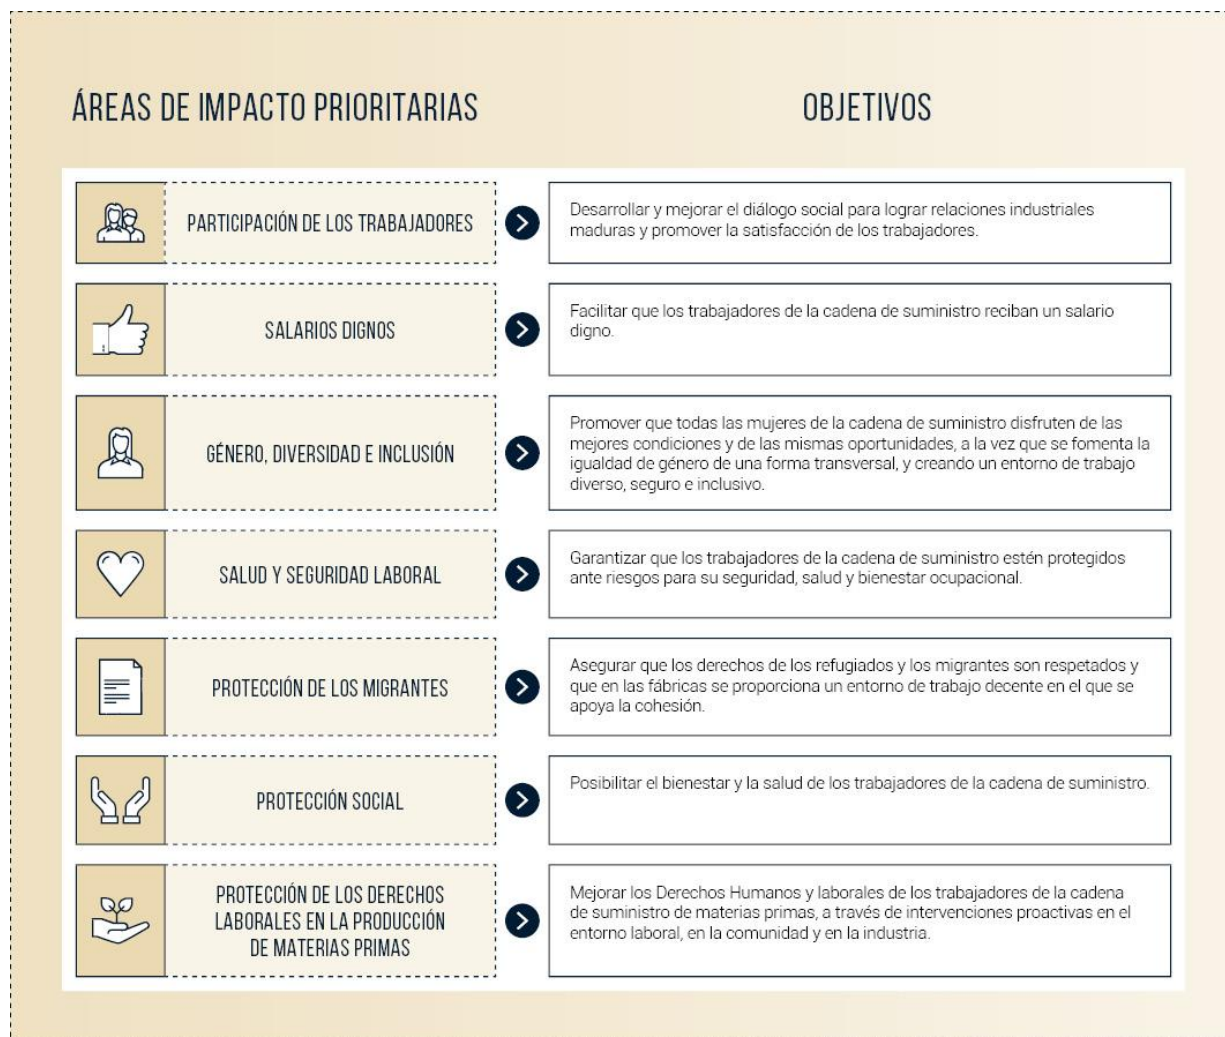 ÁREAS DE IMPACTO PRIORITARIAS
OBJETIVOS
PARTICIPACIÓN DE LOS TRABAJADORES
Desarrollar y mejorar el diálogo social para lograr relaciones industriales
maduras y promover la satisfacción de los trabajadores.
SALARIOS DIGNOS
Facilitar que los trabajadores de la cadena de suministro reciban un salario
digno.
GÉNERO, DIVERSIDAD E INCLUSIÓN
Promover que todas las mujeres de la cadena de suministro disfruten de las
mejores condiciones y de las mismas oportunidades, a la vez que se fomenta la
igualdad de género de una forma transversal, y creando un entorno de trabajo
diverso, seguro e inclusivo.
SALUD Y SEGURIDAD LABORAL
Garantizar que los trabajadores de la cadena de suministro estén protegidos
ante riesgos para su seguridad, salud y bienestar ocupacional.
PROTECCIÓN DE LOS MIGRANTES
Asegurar que los derechos de los refugiados y los migrantes son respetados y
que en las fábricas se proporciona un entorno de trabajo decente en el que se
apoya la cohesión.
PROTECCIÓN SOCIAL
Posibilitar el bienestar y la salud de los trabajadores de la cadena de suministro.
PROTECCIÓN DE LOS DERECHOS
LABORALES EN LA PRODUCCIÓN
DE MATERIAS PRIMAS
Mejorar los Derechos Humanos y laborales de los trabajadores de la cadena
de suministro de materias primas, a través de intervenciones proactivas en el
entorno laboral, en la comunidad y en la industria.